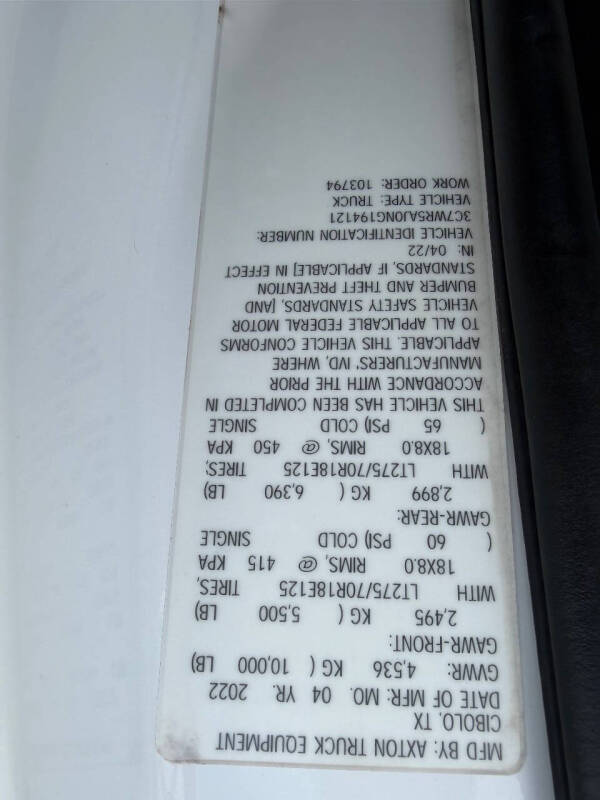 MFD BY: AXTON TRUCK EQUIPMENT
CIBOLO, TX
DATE OF MFR: MO. 04 YR. 2022
GVWR: 4,536 KG ( 10,000 LB)
GAWR-FRONT:
2,495 KG ( 5,500 LB)
WITH LT275/70R18E125 TIRES,
18X8.0 RIMS, @ 415 KPA
( 60 PSI) COLD SINGLE
GAWR-REAR:
2,899 KG ( 6,390 LB)
WITH LT275/70R18E125 TIRES;
18X8.0 RIMS, @ 450 KPA
( 65 PSI) COLD SINGLE
THIS VEHICLE HAS BEEN COMPLETED IN
ACCORDANCE WITH THE PRIOR
MANUFACTURERS' IVD, WHERE
APPLICABLE. THIS VEHICLE CONFORMS
TO ALL APPLICABLE FEDERAL MOTOR
VEHICLE SAFETY STANDARDS, [AND
BUMPER AND THEFT PREVENTION
STANDARDS, IF APPLICABLE] IN EFFECT
IN: 04/22
VEHICLE IDENTIFICATION NUMBER:
3C7WR5AJ0NG194121
VEHICLE TYPE: TRUCK
WORK ORDER: 103794